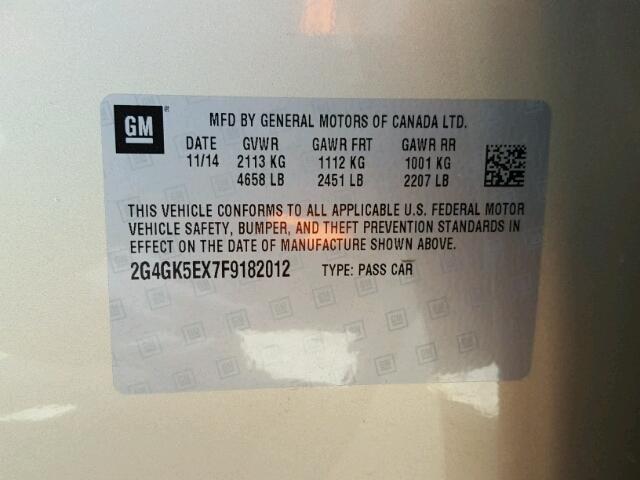 GM ® MFD BY GENERAL MOTORS OF CANADA LTD.
DATE GVWR GAWR FRT GAWR RR
11/14 2113 KG 1112 KG 1001 KG
4658 LB 2451 LB 2207 LB
THIS VEHICLE CONFORMS TO ALL APPLICABLE U.S. FEDERAL MOTOR
VEHICLE SAFETY, BUMPER, AND THEFT PREVENTION STANDARDS IN
EFFECT ON THE DATE OF MANUFACTURE SHOWN ABOVE.
2G4GK5EX7F9182012 TYPE: PASS CAR